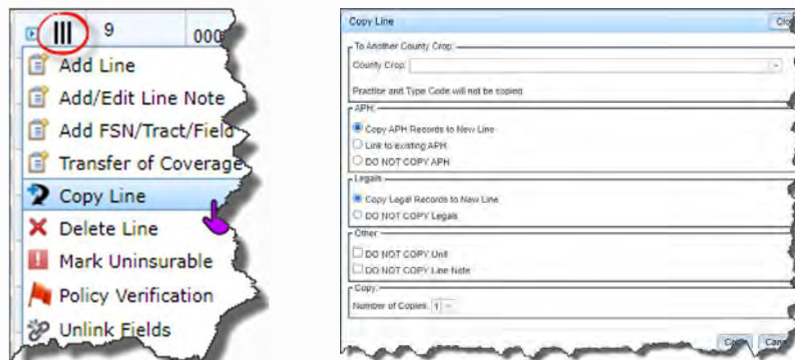 9
000
Add Line
Add/Edit Line Note
Add FSN/Tract/Field
Transfer of Coverage
Copy Line
Delete Line
Mark Uninsurable
Policy Verification
Unlink Fields
Copy Line
To Another County Crop:
County Crop:
Practice and Type Code will not be copied
APH:
Copy APH Records to New Line
Link to existing APH
DO NOT COPY APH
Legals
Copy Legal Records to New Line
DO NOT COPY Legals
Other
DO NOT COPY Unit
DO NOT COPY Line Note
Copy:
Number of Copies: 1